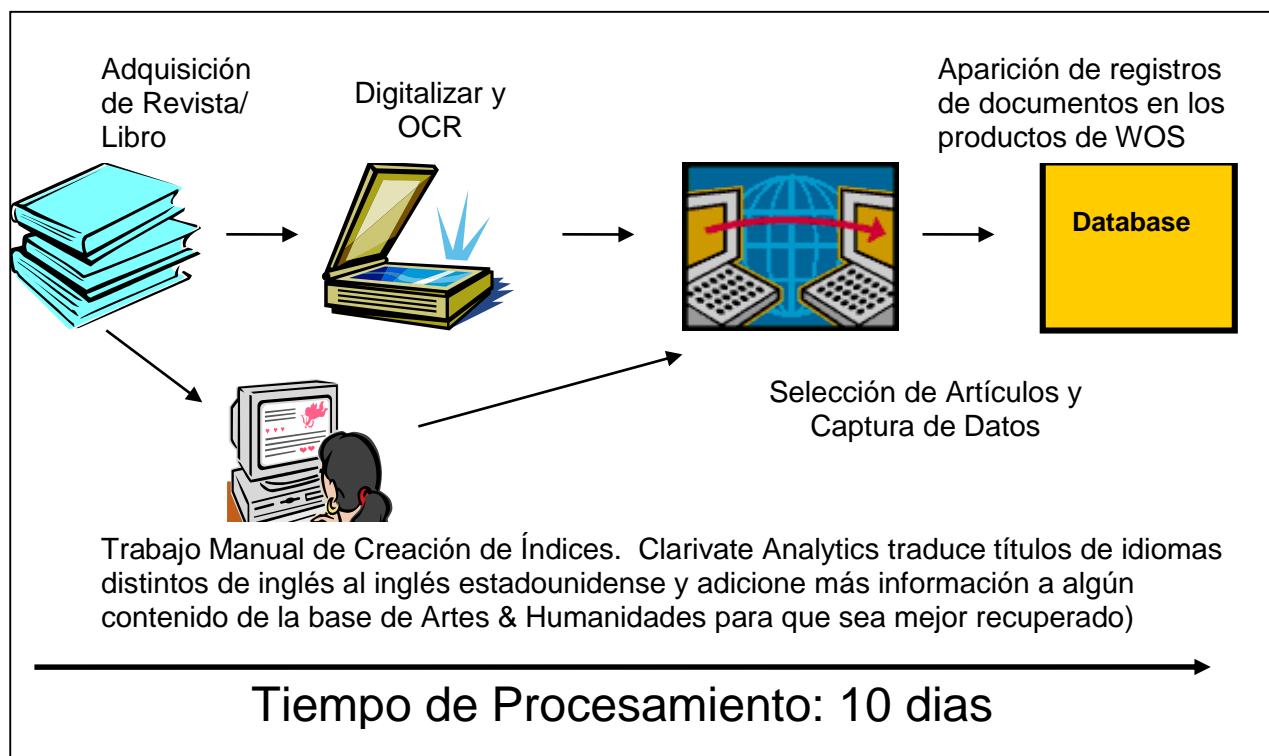 Adquisición
de Revista/
Libro
Digitalizar y
OCR
Aparición de registros
de documentos en los
productos de WOS
Database
Selección de Artículos y
Captura de Datos
Trabajo Manual de Creación de Índices.  Clarivate Analytics traduce títulos de idiomas
distintos de inglés al inglés estadounidense y adicione más información a algún
contenido de la base de Artes & Humanidades para que sea mejor recuperado)
Tiempo de Procesamiento: 10 dias